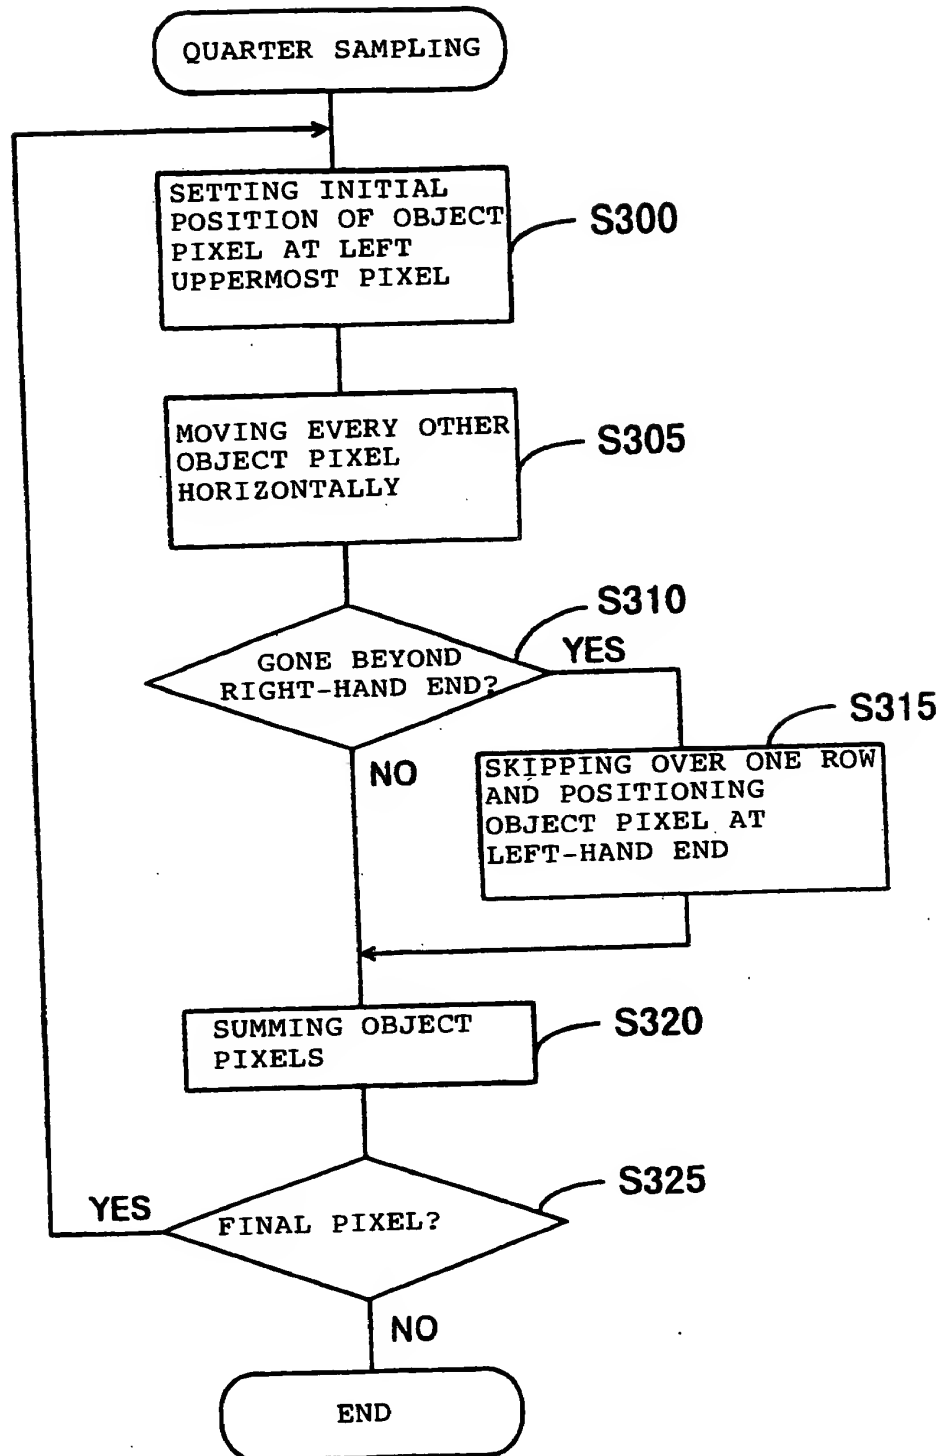 QUARTER SAMPLING
SETTING INITIAL
POSITION OF OBJECT
PIXEL AT LEFT
UPPERMOST PIXEL
S300
MOVING EVERY OTHER
OBJECT PIXEL
HORIZONTALLY
S305
S310
GONE BEYOND
RIGHT-HAND END?
YES
NO
S315
SKIPPING OVER ONE ROW
AND POSITIONING
OBJECT PIXEL AT
LEFT-HAND END
SUMMING OBJECT
PIXELS
S320
S325
YES
FINAL PIXEL?
NO
END